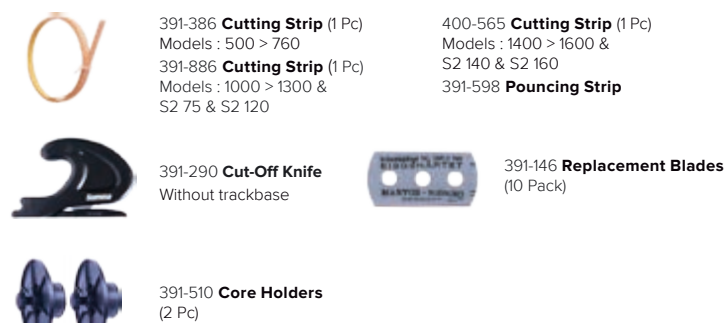 391-386 Cutting Strip (1 Pc)
Models : 500 > 760
391-886 Cutting Strip (1 Pc)
Models : 1000 > 1300 &
S2 75 & S2 120
400-565 Cutting Strip (1 Pc)
Models : 1400 > 1600 &
S2 140 & S2 160
391-598 Pouncing Strip
391-290 Cut-Off Knife
Without trackbase
391-146 Replacement Blades
(10 Pack)
391-510 Core Holders
(2 Pc)